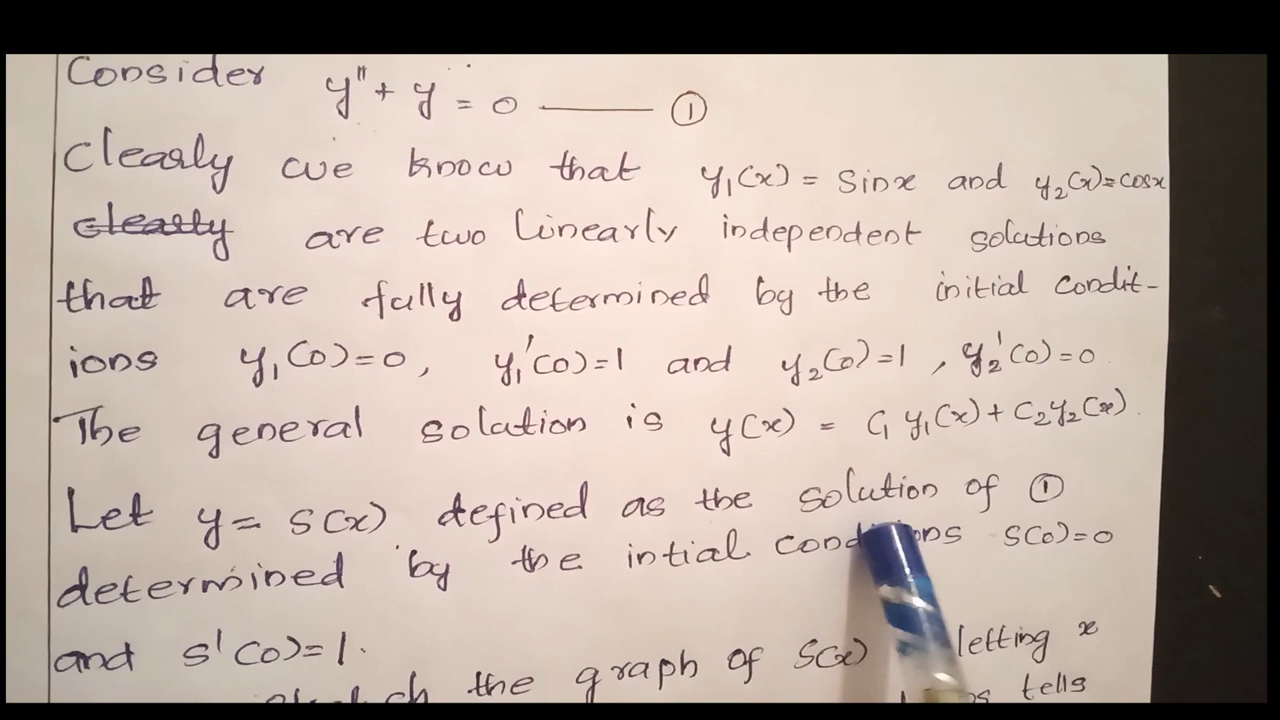 Consider y" + y = 0 —— ①
Clearly we know that y₁(x) = sinx and y₂(x)=cosx
clearly are two linearly independent solutions
that are fully determined by the initial condit-
ions y₁(0)=0, y₁'(0)=1 and y₂(0)=1, y₂'(0)=0.
The general solution is y(x) = C₁ y₁(x) + C₂ y₂(x).
Let y = s(x) defined as the solution of ①
determined by the intial conditions s(0)=0
and s'(0)=1.
the graph of s(x) letting x
tells